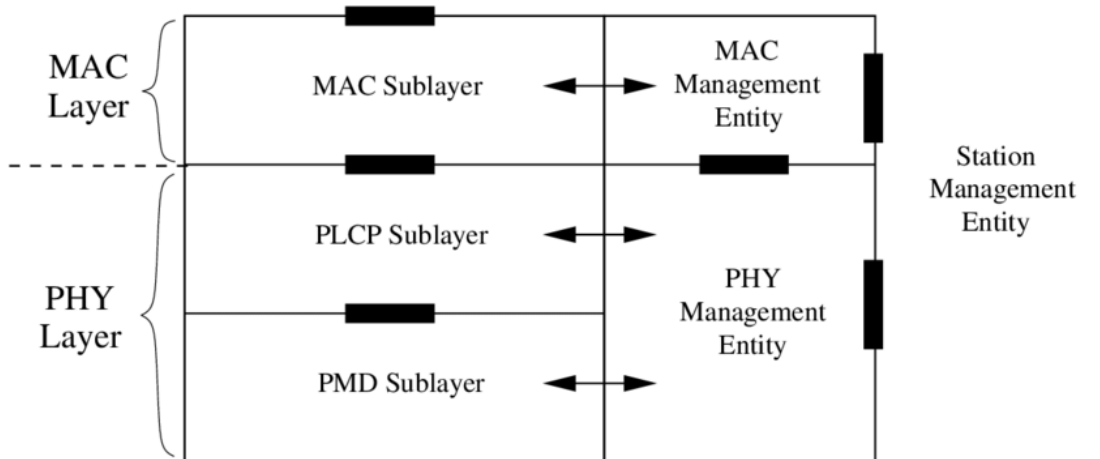 MAC
Layer
MAC Sublayer
MAC
Management
Entity
Station
Management
Entity
PHY
Layer
PLCP Sublayer
PHY
Management
Entity
PMD Sublayer